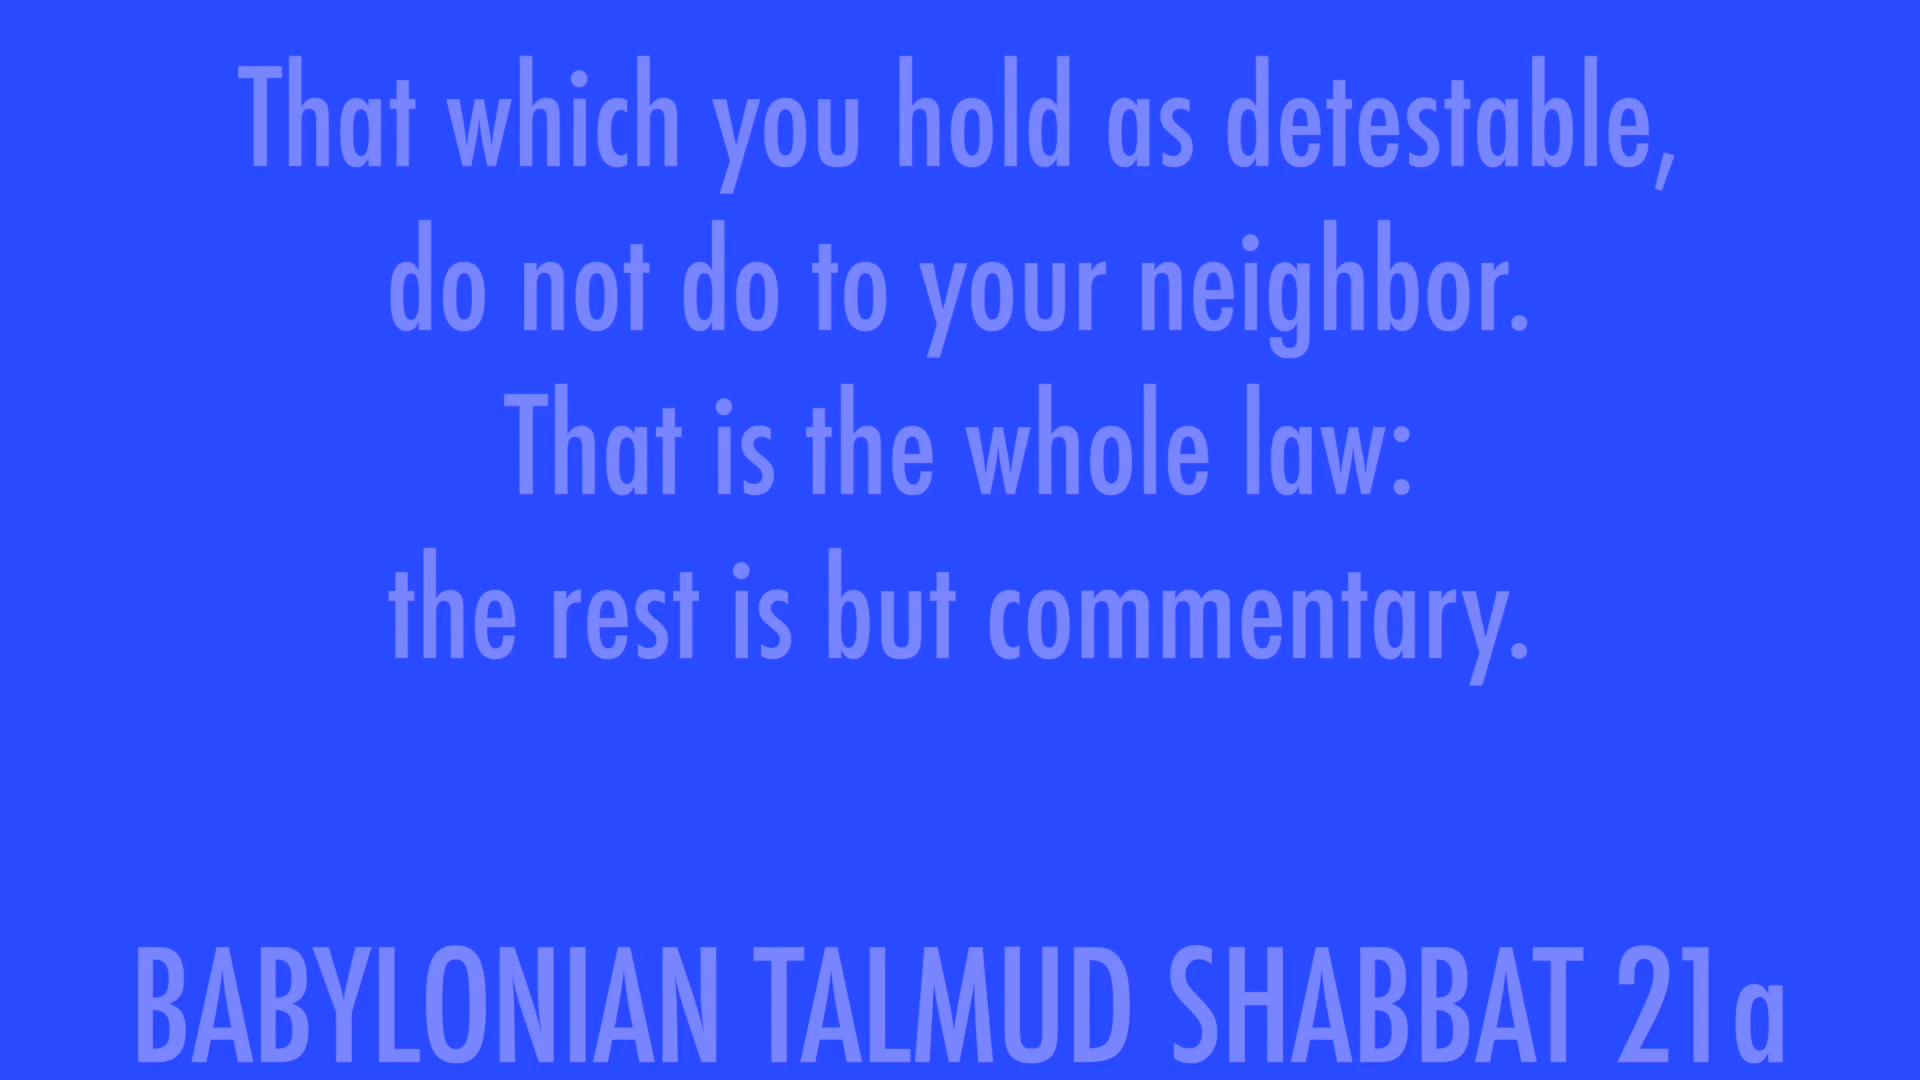 That which you hold as detestable,
do not do to your neighbor.
That is the whole law:
the rest is but commentary.
BABYLONIAN TALMUD SHABBAT 21a